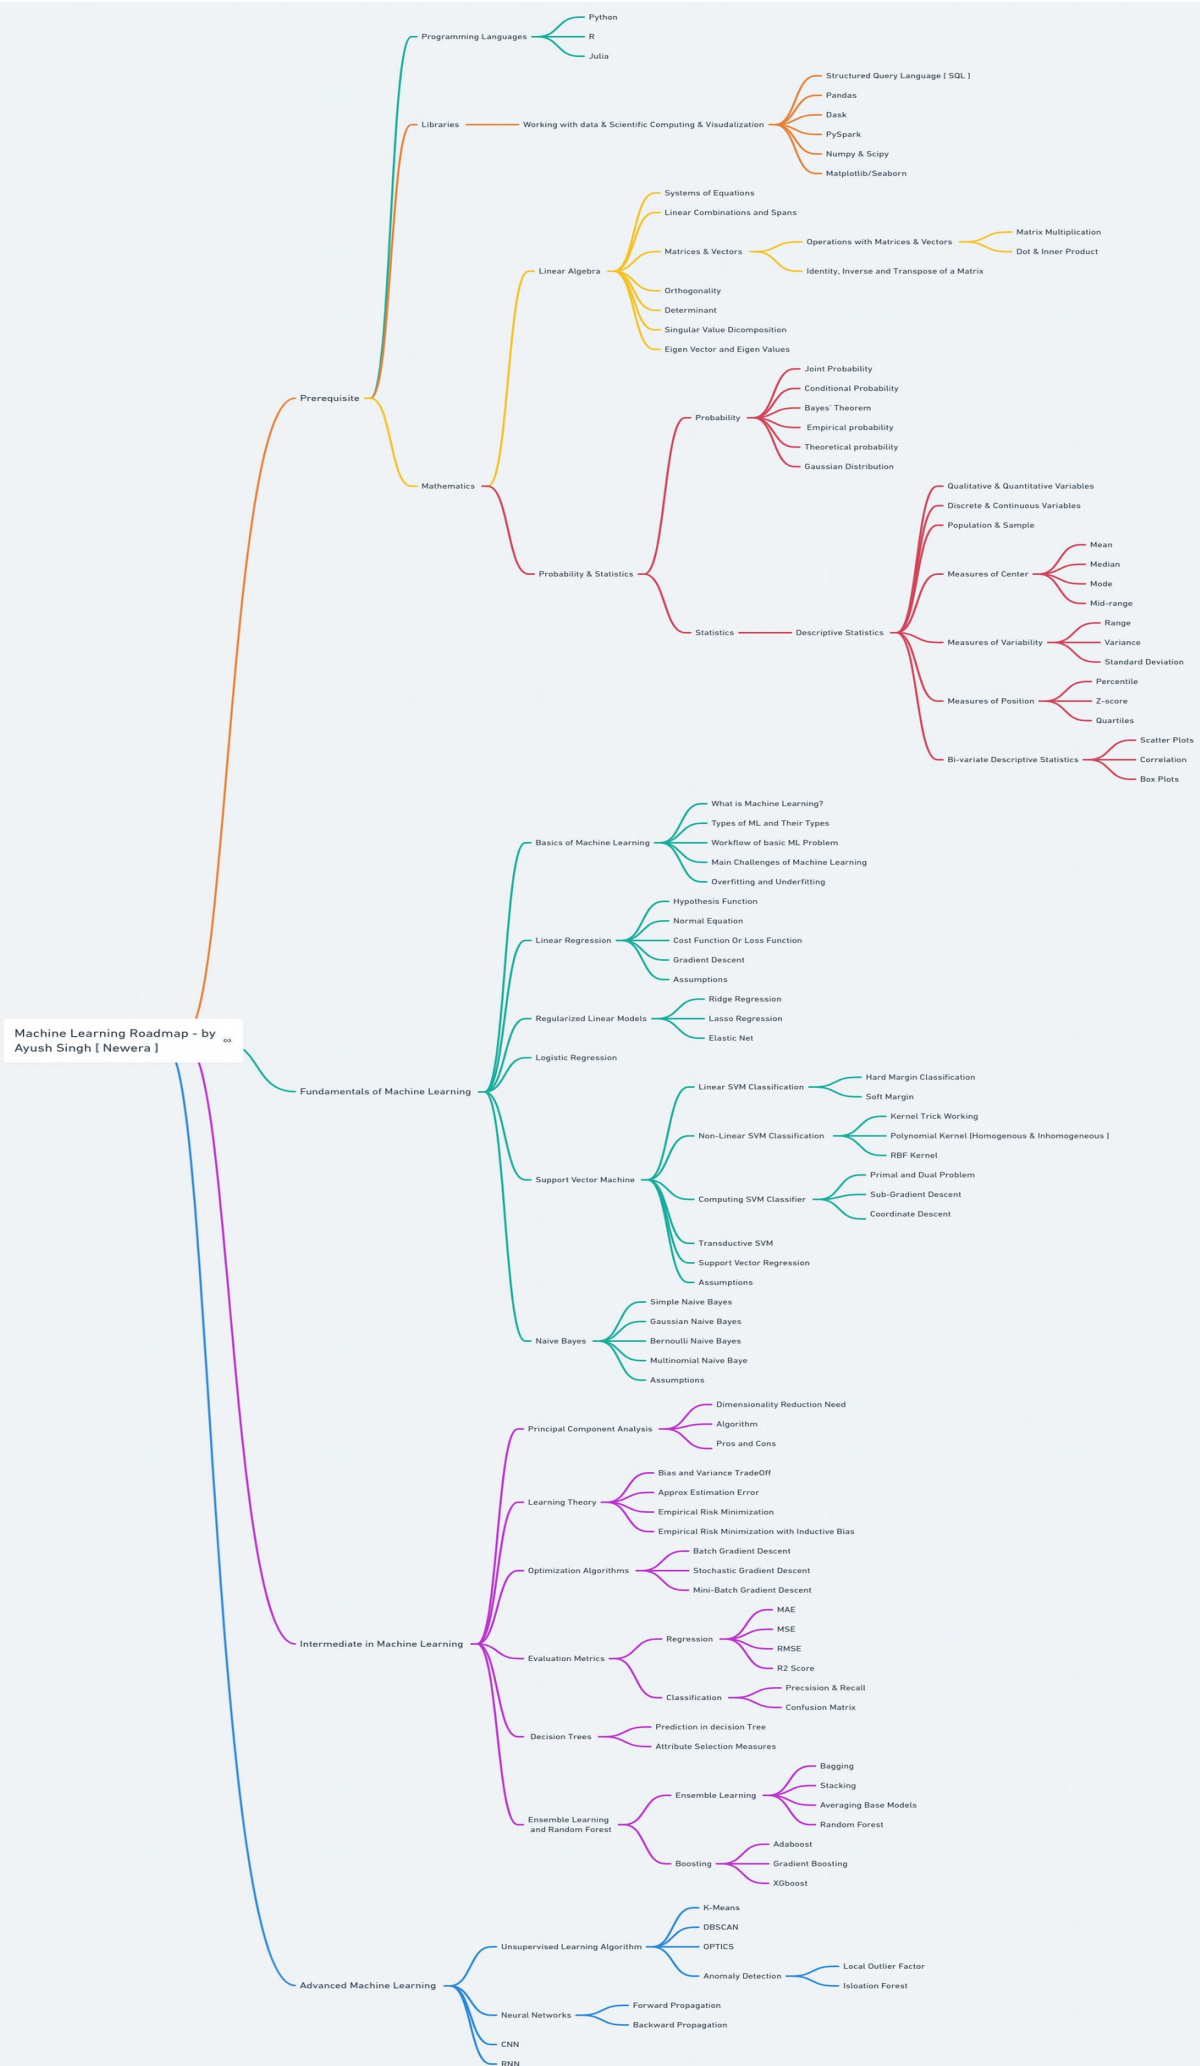 Python
Programming Languages
R
Julia
Structured Query Language [ SQL ]
Pandas
Dask
Libraries
Working with data & Scientific Computing & Visudalization
PySpark
Numpy & Scipy
Matplotlib/Seaborn
Systems of Equations
Linear Combinations and Spans
Matrix Multiplication
Operations with Matrices & Vectors
Matrices & Vectors
Dot & Inner Product
Linear Algebra
Identity, Inverse and Transpose of a Matrix
Orthogonality
Determinant
Singular Value Dicomposition
Eigen Vector and Eigen Values
Joint Probability
Conditional Probability
Prerequisite
Bayes' Theorem
Probability
Empirical probability
Theoretical probability
Gaussian Distribution
Mathematics
Qualitative & Quantitative Variables
Discrete & Continuous Variables
Population & Sample
Mean
Median
Probability & Statistics
Measures of Center
Mode
Mid-range
Range
Statistics
Descriptive Statistics
Measures of Variability
Variance
Standard Deviation
Percentile
Measures of Position
Z-score
Quartiles
Scatter Plots
Bi-variate Descriptive Statistics
Correlation
Box Plots
What is Machine Learning?
Types of ML and Their Types
Basics of Machine Learning
Workflow of basic ML Problem
Main Challenges of Machine Learning
Overfitting and Underfitting
Hypothesis Function
Normal Equation
Linear Regression
Cost Function Or Loss Function
Gradient Descent
Assumptions
Ridge Regression
Regularized Linear Models
Lasso Regression
Elastic Net
Machine Learning Roadmap - by
Ayush Singh [ Newera ]
Logistic Regression
Fundamentals of Machine Learning
Hard Margin Classification
Linear SVM Classification
Soft Margin
Kernel Trick Working
Non-Linear SVM Classification
Polynomial Kernel [Homogenous & Inhomogeneous ]
RBF Kernel
Support Vector Machine
Primal and Dual Problem
Computing SVM Classifier
Sub-Gradient Descent
Coordinate Descent
Transductive SVM
Support Vector Regression
Assumptions
Simple Naive Bayes
Gaussian Naive Bayes
Naive Bayes
Bernoulli Naive Bayes
Multinomial Naive Baye
Assumptions
Dimensionality Reduction Need
Principal Component Analysis
Algorithm
Pros and Cons
Bias and Variance TradeOff
Learning Theory
Approx Estimation Error
Empirical Risk Minimization
Empirical Risk Minimization with Inductive Bias
Batch Gradient Descent
Optimization Algorithms
Stochastic Gradient Descent
Mini-Batch Gradient Descent
Intermediate in Machine Learning
MAE
Regression
MSE
Evaluation Metrics
RMSE
R2 Score
Classification
Precsision & Recall
Confusion Matrix
Decision Trees
Prediction in decision Tree
Attribute Selection Measures
Bagging
Ensemble Learning
Stacking
Averaging Base Models
Ensemble Learning
and Random Forest
Random Forest
Adaboost
Boosting
Gradient Boosting
XGboost
K-Means
DBSCAN
Unsupervised Learning Algorithm
OPTICS
Anomaly Detection
Local Outlier Factor
Isloation Forest
Advanced Machine Learning
Forward Propagation
Neural Networks
Backward Propagation
CNN
RNN